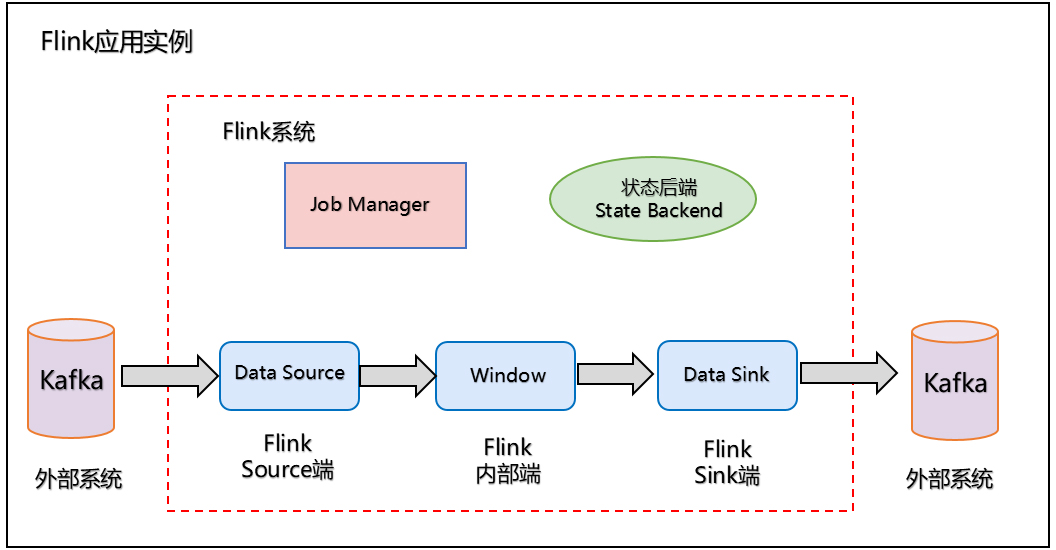 Flink应用实例
Flink系统
Job Manager
状态后端
State Backend
Kafka
Data Source
Window
Data Sink
Kafka
外部系统
Flink
Source端
Flink
内部端
Flink
Sink端
外部系统